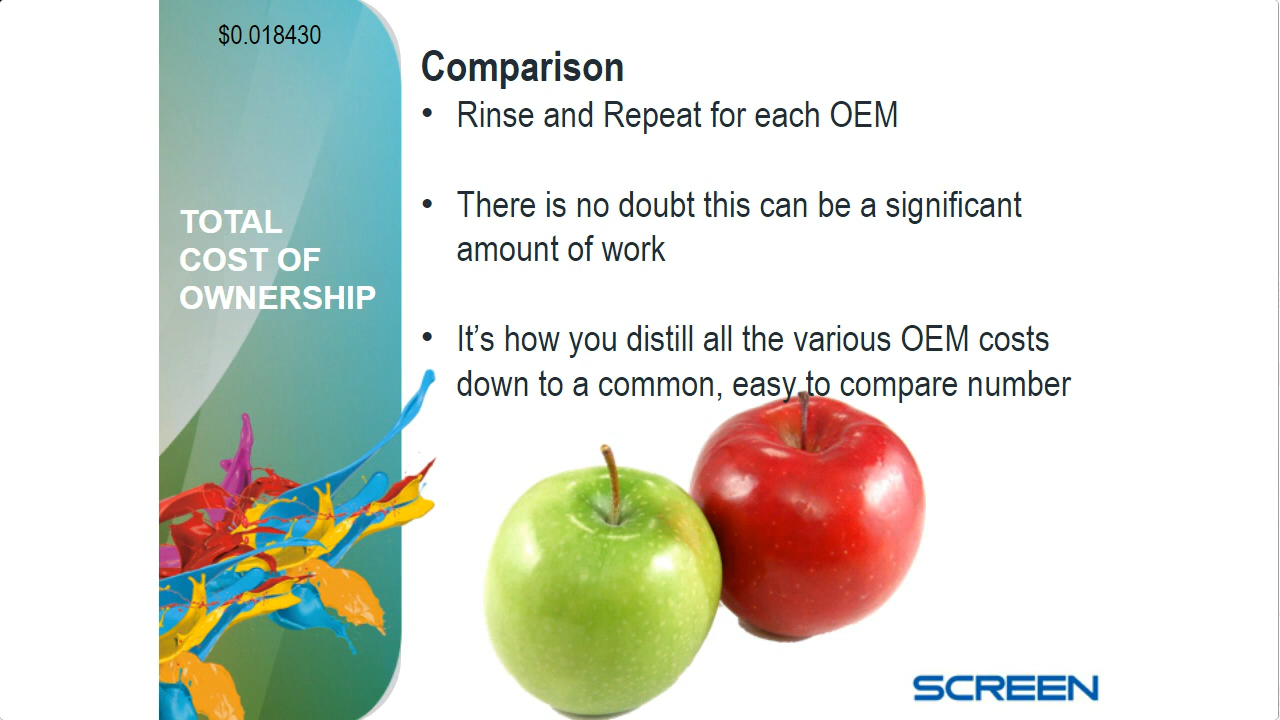 $0.018430
TOTAL
COST OF
OWNERSHIP
Comparison
• Rinse and Repeat for each OEM
• There is no doubt this can be a significant
amount of work
• It’s how you distill all the various OEM costs
down to a common, easy to compare number
SCREEN